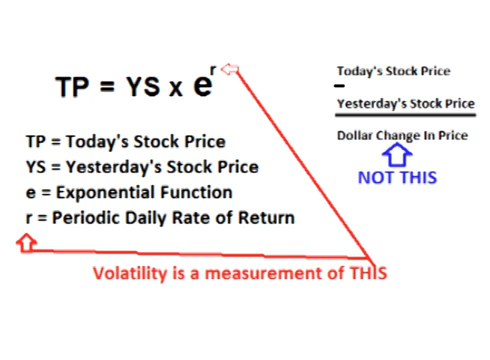 TP = YS x e^r
TP = Today's Stock Price
YS = Yesterday's Stock Price
e = Exponential Function
r = Periodic Daily Rate of Return
Volatility is a measurement of THIS
Today's Stock Price
-
Yesterday's Stock Price
Dollar Change In Price
NOT THIS